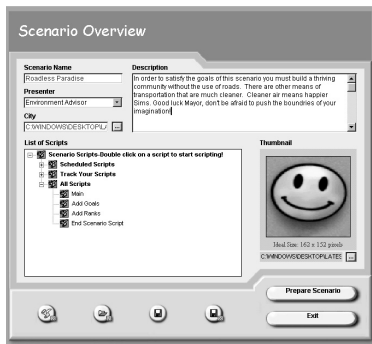 Scenario Overview
Scenario Name
Roadless Paradise
Presenter
Environment Advisor
City
C:\WINDOWS\DESKTOP\LA
...
Description
In order to satisfy the goals of this scenario you must build a thriving
community without the use of roads. There are other means of
transportation that are much cleaner. Cleaner air means happier
Sims. Good luck Mayor, don't be afraid to push the boundries of your
imagination!
List of Scripts
Scenario Scripts-Double click on a script to start scripting!
Scheduled Scripts
Track Your Scripts
All Scripts
Main
Add Goals
Add Ranks
End Scenario Script
Thumbnail
Ideal Size: 162 x 152 pixels
C:\WINDOWS\DESKTOP\LATES
...
Prepare Scenario
Exit